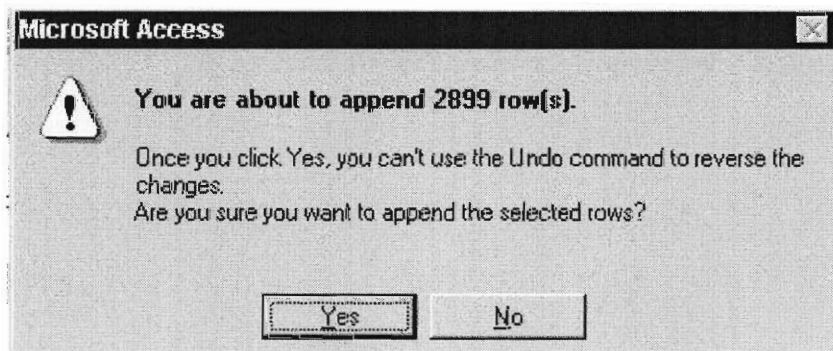 Microsoft Access
You are about to append 2899 row(s).
Once you click Yes, you can't use the Undo command to reverse the
changes.
Are you sure you want to append the selected rows?
Yes
No